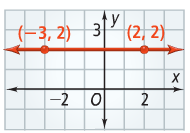 (−3, 2) 3 y (2, 2)
x
−2 O 2